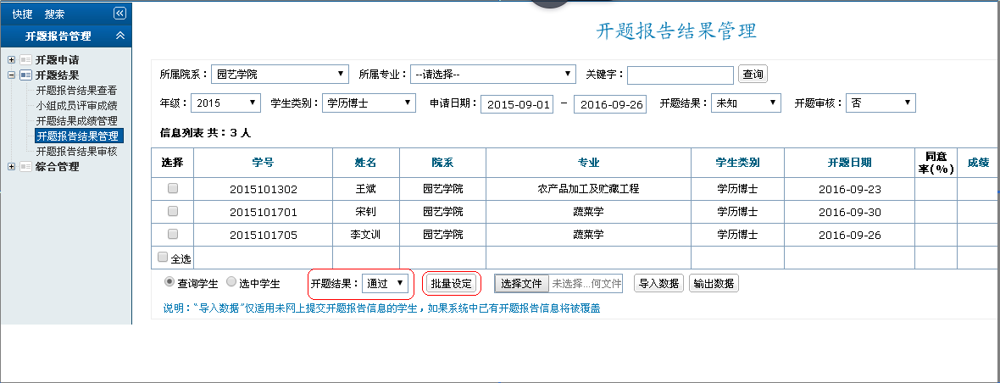 快捷 搜索
开题报告管理
开题申请
开题结果
开题报告结果查看
小组成员评审成绩
开题结果成绩管理
开题报告结果管理
开题报告结果审核
综合管理
开题报告结果管理
所属院系： 园艺学院 所属专业： --请选择-- 关键字： 查询
年级： 2015 学生类别： 学历博士 申请日期： 2015-09-01 - 2016-09-26 开题结果： 未知 开题审核： 否
信息列表 共：3 人
选择 学号 姓名 院系 专业 学生类别 开题日期 同意率(%) 成绩
2015101302 王斌 园艺学院 农产品加工及贮藏工程 学历博士 2016-09-23
2015101701 宋钊 园艺学院 蔬菜学 学历博士 2016-09-30
2015101705 李文训 园艺学院 蔬菜学 学历博士 2016-09-26
全选
查询学生 选中学生 开题结果： 通过 批量设定 选择文件 未选择...何文件 导入数据 输出数据
说明：“导入数据”仅适用未网上提交开题报告信息的学生，如果系统中已有开题报告信息将被覆盖